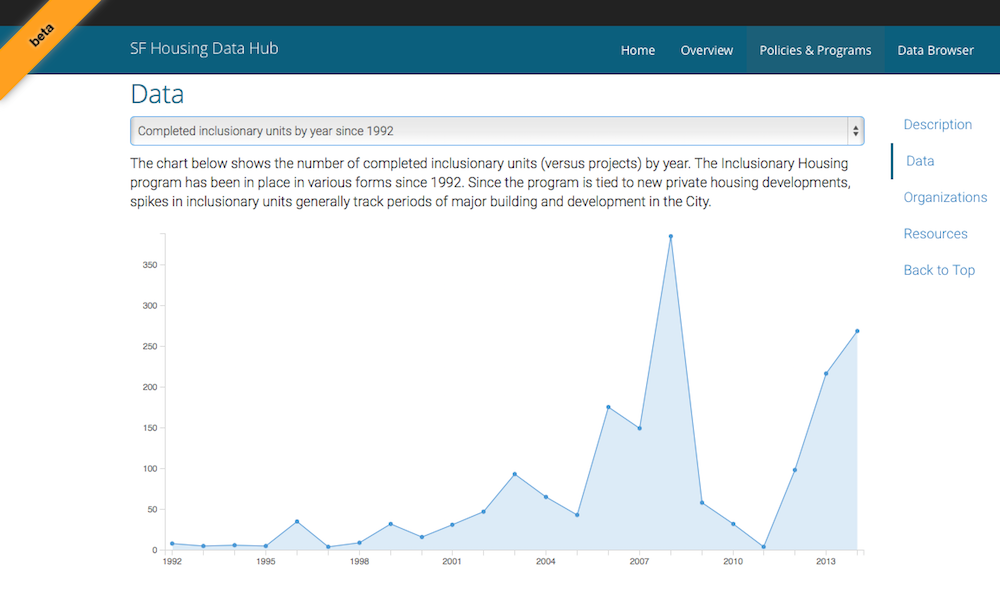 beta
SF Housing Data Hub
Home Overview Policies & Programs Data Browser
Data
Completed inclusionary units by year since 1992
The chart below shows the number of completed inclusionary units (versus projects) by year. The Inclusionary Housing
program has been in place in various forms since 1992. Since the program is tied to new private housing developments,
spikes in inclusionary units generally track periods of major building and development in the City.
Description
Data
Organizations
Resources
Back to Top
350
300
250
200
150
100
50
0
1992 1995 1998 2001 2004 2007 2010 2013